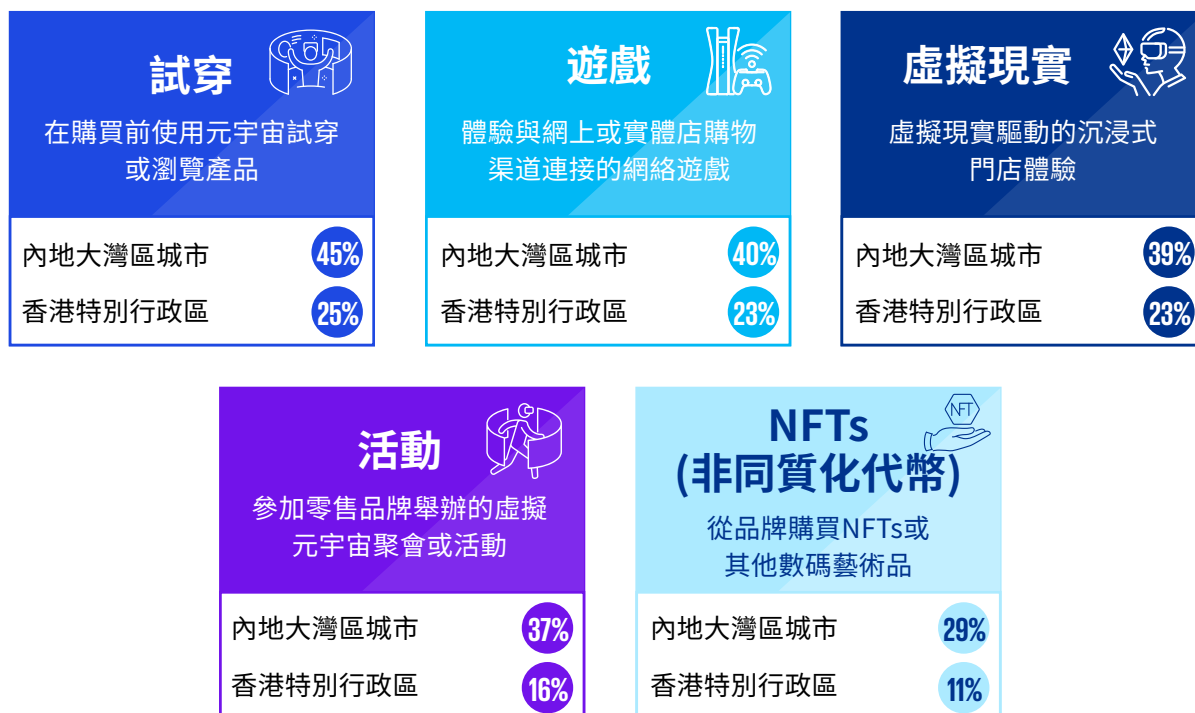 試穿
在購買前使用元宇宙試穿
或瀏覽產品
內地大灣區城市
45%
香港特別行政區
25%
遊戲
體驗與網上或實體店購物
渠道連接的網絡遊戲
內地大灣區城市
40%
香港特別行政區
23%
虛擬現實
虛擬現實驅動的沉浸式
門店體驗
內地大灣區城市
39%
香港特別行政區
23%
活動
參加零售品牌舉辦的虛擬
元宇宙聚會或活動
內地大灣區城市
37%
香港特別行政區
16%
NFT
NFTs
(非同質化代幣)
從品牌購買NFTs或
其他數碼藝術品
內地大灣區城市
29%
香港特別行政區
11%